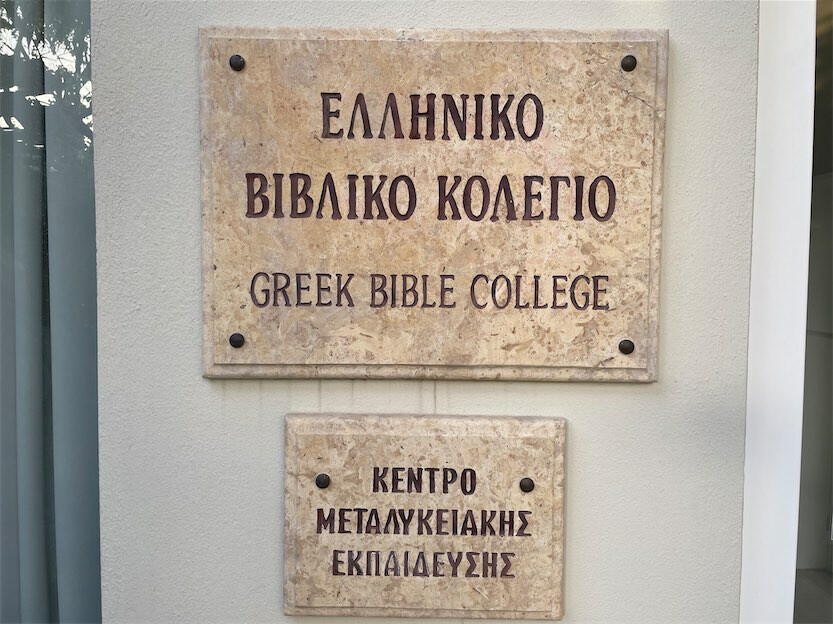 ΕΛΛΗΝΙΚΟ
ΒΙΒΛΙΚΟ ΚΟΛΕΓΙΟ
GREEK BIBLE COLLEGE
ΚΕΝΤΡΟ
ΜΕΤΑΛΥΚΕΙΑΚΗΣ
ΕΚΠΑΙΔΕΥΣΗΣ